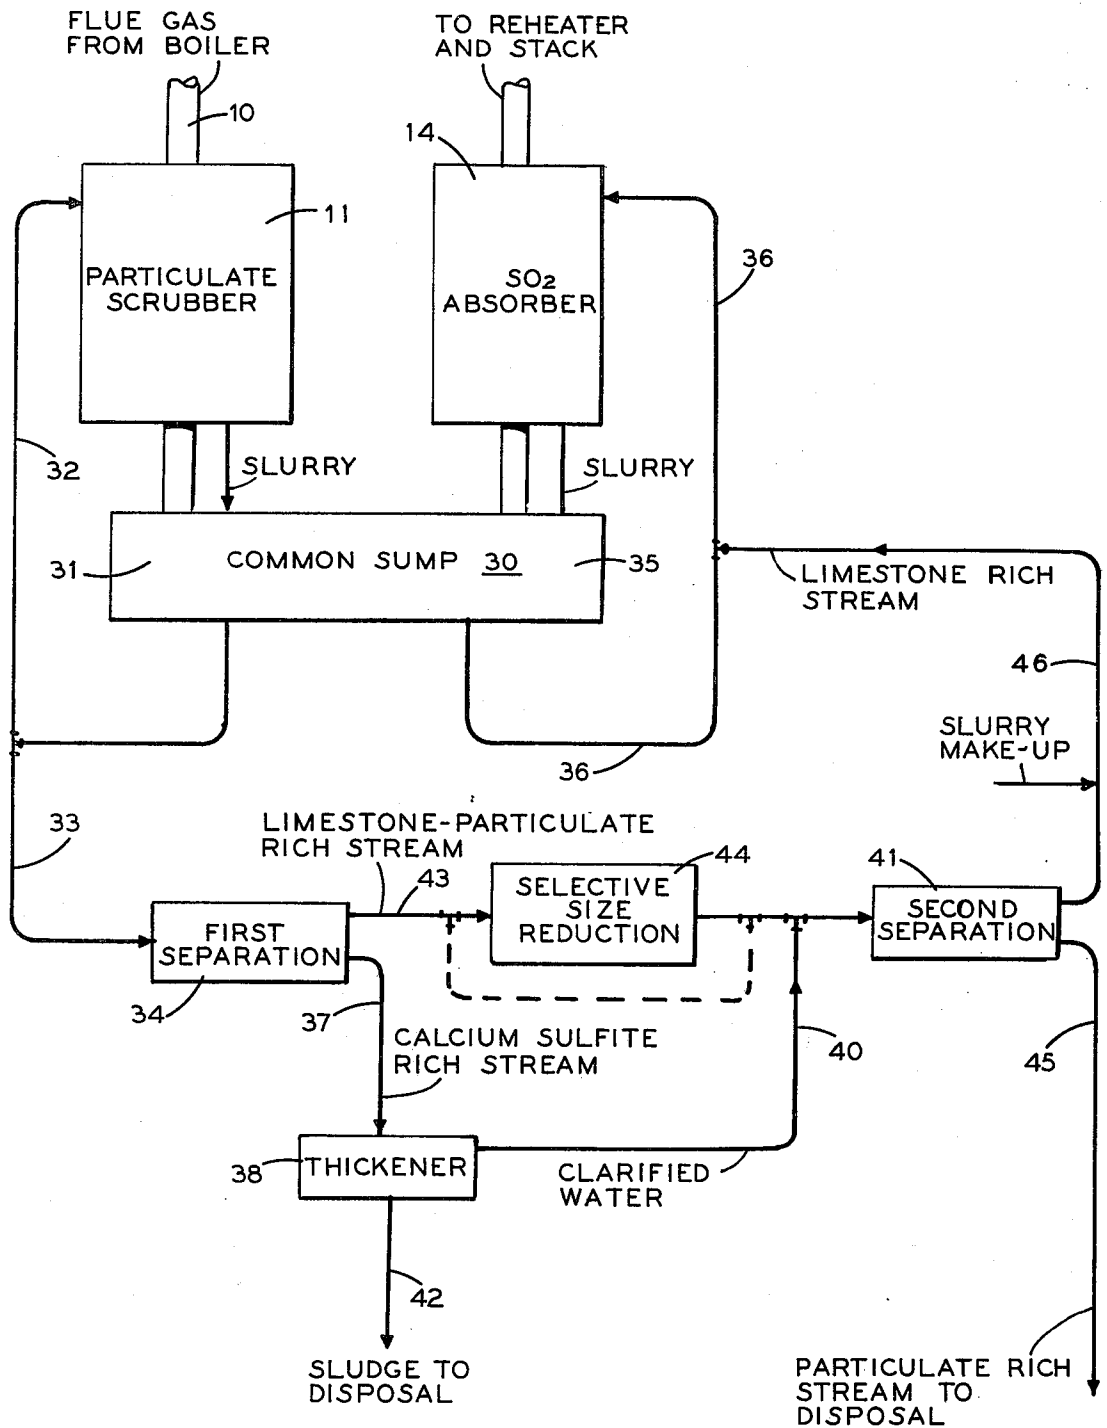 FLUE GAS
FROM BOILER
TO REHEATER
AND STACK
10
14
11
PARTICULATE
SCRUBBER
SO2
ABSORBER
36
32
SLURRY
SLURRY
31
COMMON SUMP 30
35
LIMESTONE RICH
STREAM
46
SLURRY
MAKE-UP
36
33
LIMESTONE-PARTICULATE
RICH STREAM
43
44
41
SELECTIVE
SIZE
REDUCTION
SECOND
SEPARATION
FIRST
SEPARATION
34
37
CALCIUM SULFITE
RICH STREAM
40
45
38
THICKENER
CLARIFIED
WATER
42
SLUDGE TO
DISPOSAL
PARTICULATE RICH
STREAM TO
DISPOSAL